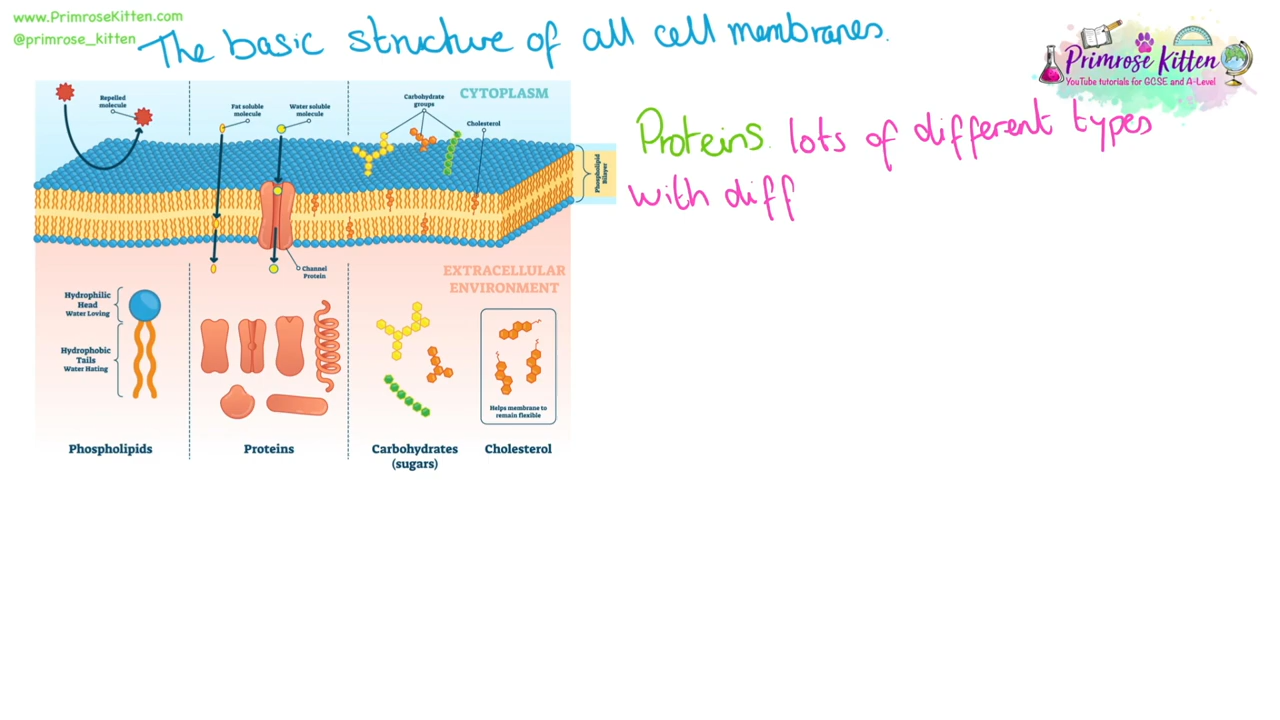 www.PrimroseKitten.com
@primrose_kitten
The basic structure of all cell membranes.
Primrose Kitten
YouTube tutorials for GCSE and A-Level
Repelled
molecule
Fat soluble
molecule
Water soluble
molecule
Carbohydrate
groups
CYTOPLASM
Cholesterol
Phospholipid
Bilayer
Channel
Protein
EXTRACELLULAR
ENVIRONMENT
Hydrophilic
Head
Water Loving
Hydrophobic
Tails
Water Hating
Helps membrane to
remain flexible
Phospholipids
Proteins
Carbohydrates
(sugars)
Cholesterol
Proteins. lots of different types
with diff